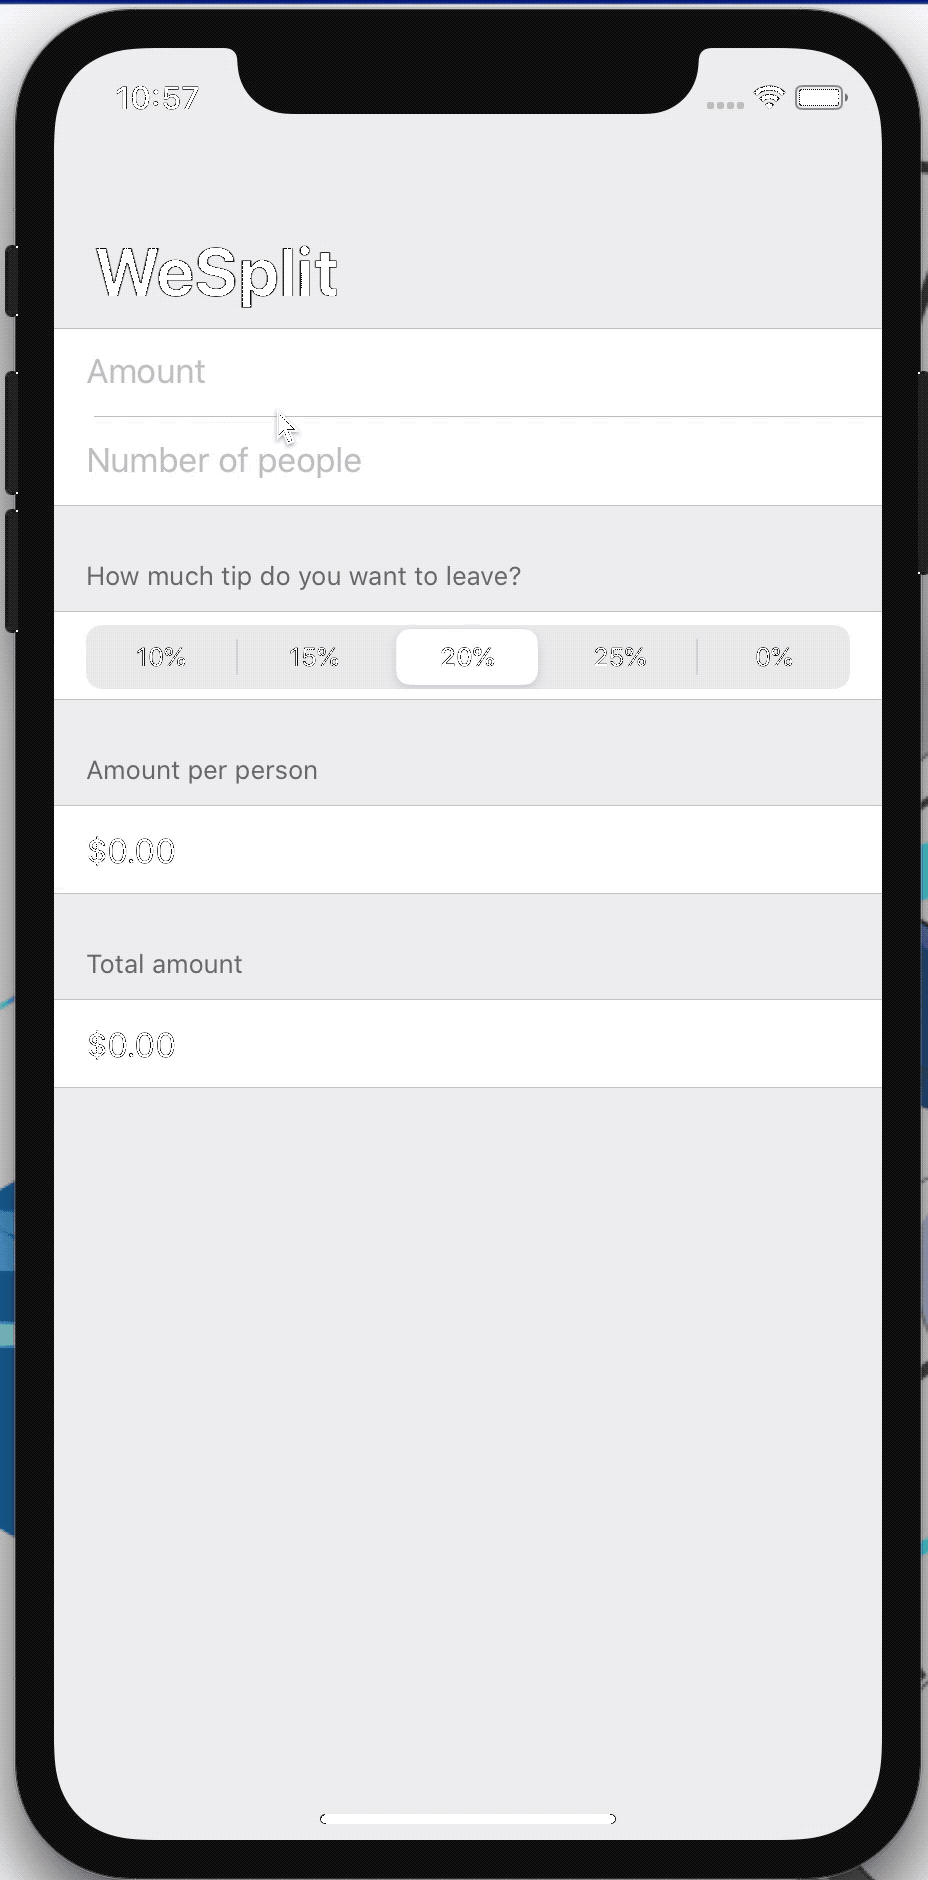 10:57
WeSplit
Amount
Number of people
How much tip do you want to leave?
10% 15% 20% 25% 0%
Amount per person
$0.00
Total amount
$0.00